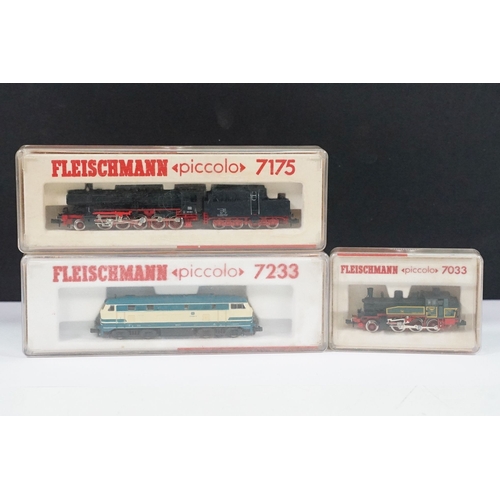 FLEISCHMANN «piccolo» 7175
FLEISCHMANN «piccolo» 7233
FLEISCHMANN «piccolo» 7033